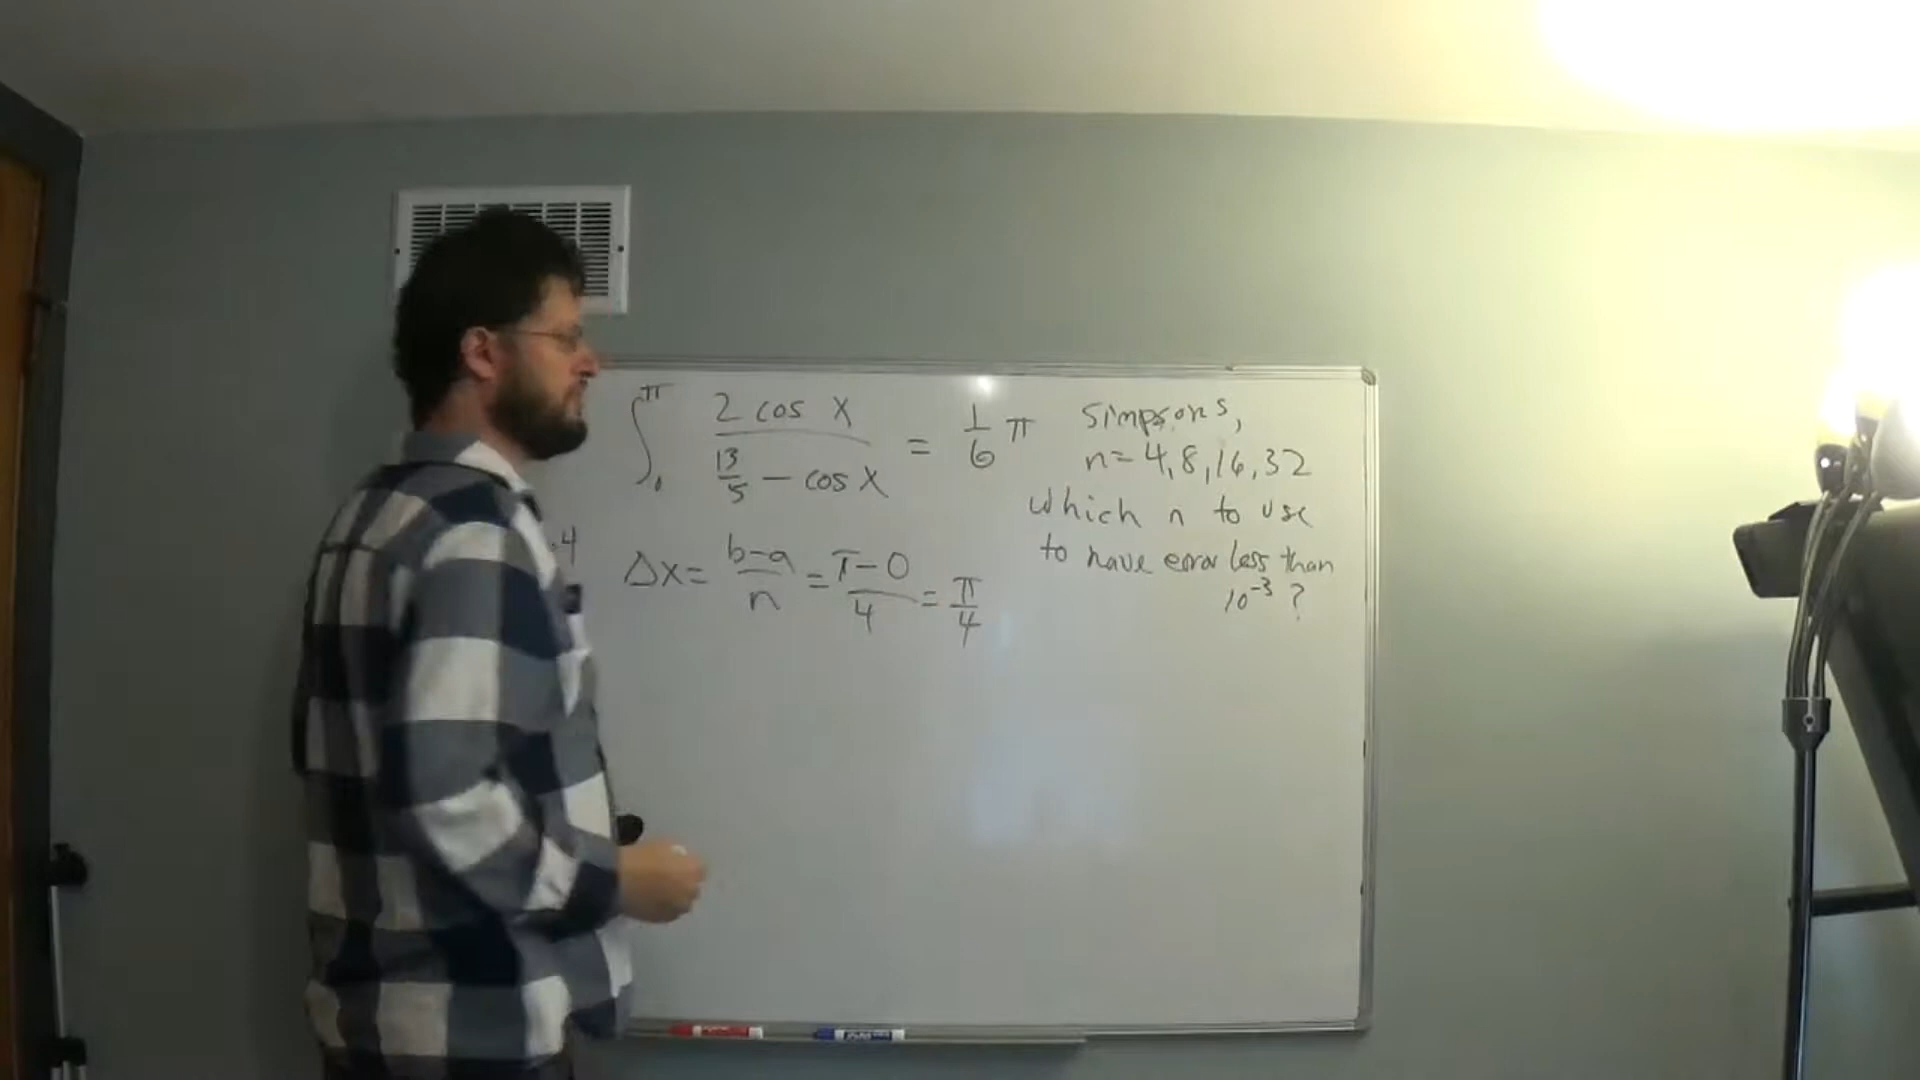 ∫₀^π (2 cos x)/(13/5 − cos x) = 1/6 π
Simpsons,
n=4,8,16,32
which n to use
to have error less than
10⁻³ ?
.4 Δx = (b−a)/n = (π−0)/4 = π/4